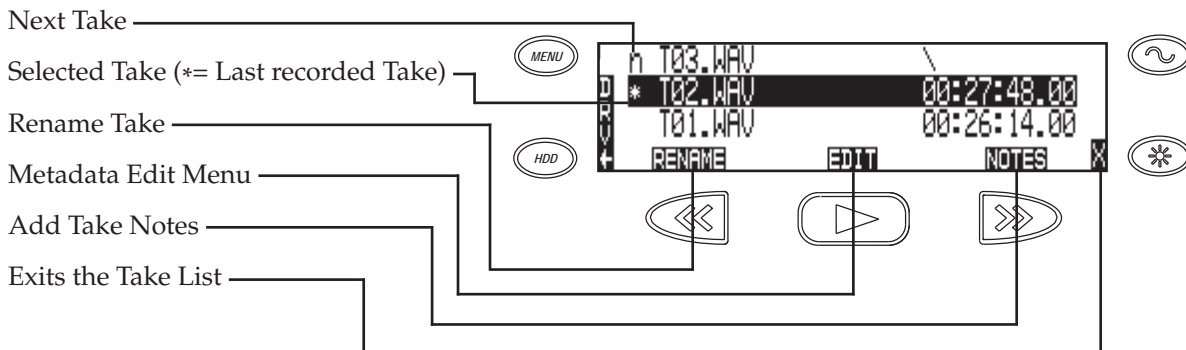 Next Take
Selected Take (*= Last recorded Take)
Rename Take
Metadata Edit Menu
Add Take Notes
Exits the Take List
MENU
HDD
n T03.WAV \
* T02.WAV 00:27:48.00
T01.WAV 00:26:14.00
DRV
RENAME EDIT NOTES X